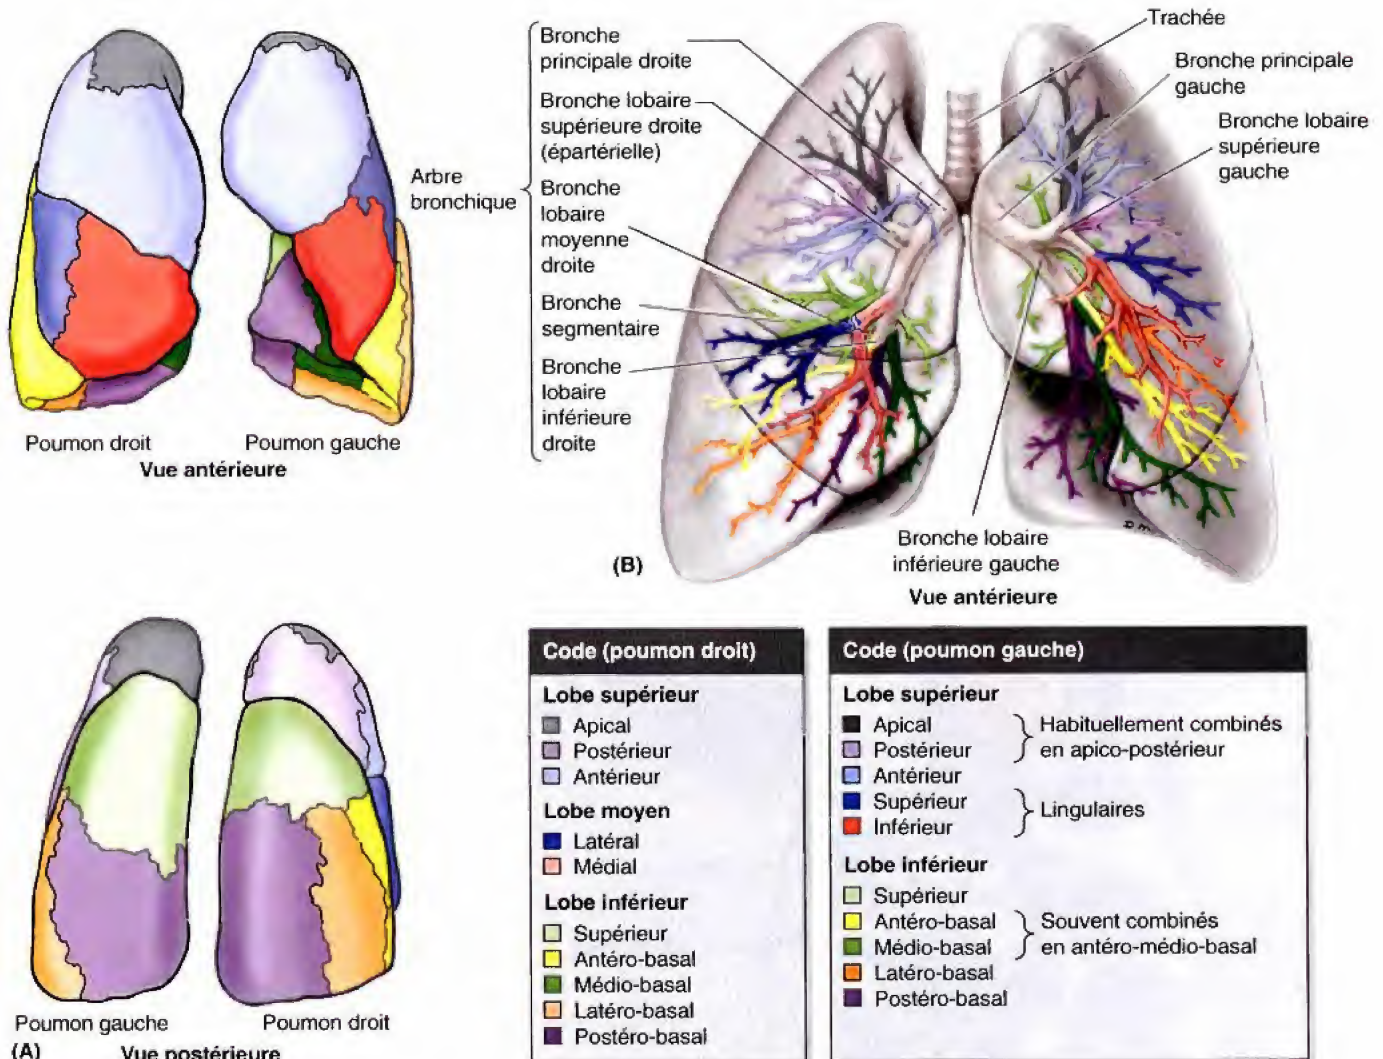 Poumon droit
Poumon gauche
Vue antérieure
Arbre
bronchique
Bronche
principale droite
Bronche lobaire
supérieure droite
(épartérielle)
Bronche
lobaire
moyenne
droite
Bronche
segmentaire
Bronche
lobaire
inférieure
droite
Trachée
Bronche principale
gauche
Bronche lobaire
supérieure
gauche
Bronche lobaire
inférieure gauche
(B)
Vue antérieure
Poumon gauche
Poumon droit
(A)
Vue postérieure
Code (poumon droit)
Lobe supérieur
Apical
Postérieur
Antérieur
Lobe moyen
Latéral
Médial
Lobe inférieur
Supérieur
Antéro-basal
Médio-basal
Latéro-basal
Postéro-basal
Code (poumon gauche)
Lobe supérieur
Apical
Postérieur
Habituellement combinés
en apico-postérieur
Antérieur
Supérieur
Inférieur
Lingulaires
Lobe inférieur
Supérieur
Antéro-basal
Médio-basal
Souvent combinés
en antéro-médio-basal
Latéro-basal
Postéro-basal